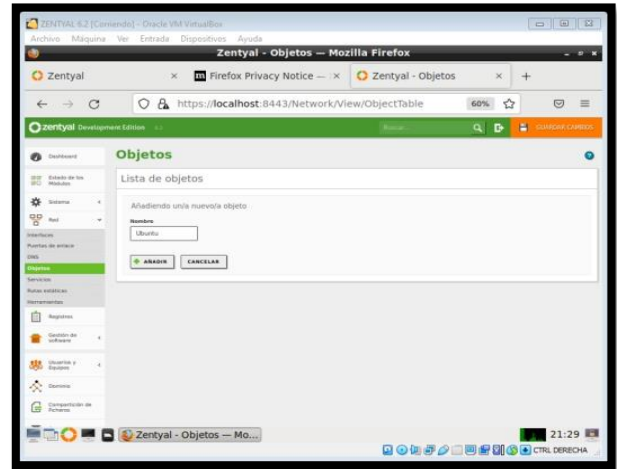 ZENTYAL 6.2 [Corriendo] - Oracle VM VirtualBox
Archivo Máquina Ver Entrada Dispositivos Ayuda
Zentyal - Objetos — Mozilla Firefox
Zentyal
Firefox Privacy Notice —
Zentyal - Objetos
https://localhost:8443/Network/View/ObjectTable
60%
zentyal Development Edition
Buscar...
GUARDAR CAMBIOS
Dashboard
Objetos
Estado de los
Módulos
Lista de objetos
Sistema
Añadiendo un/a nuevo/a objeto
Red
Nombre
Interfaces
Ubuntu
Puertas de enlace
DNS
AÑADIR
CANCELAR
Objetos
Servicios
Rutas estáticas
Herramientas
Registros
Gestión de
software
Usuarios y
Equipos
Dominio
Compartición de
Ficheros
Zentyal - Objetos — Mo...
21:29
CTRL DERECHA